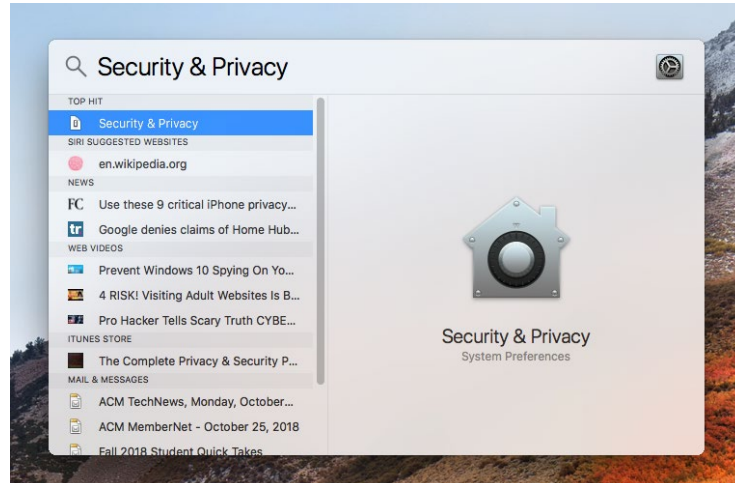 Security & Privacy
TOP HIT
Security & Privacy
SIRI SUGGESTED WEBSITES
en.wikipedia.org
NEWS
FC Use these 9 critical iPhone privacy...
tr Google denies claims of Home Hub...
WEB VIDEOS
Prevent Windows 10 Spying On Yo...
4 RISK! Visiting Adult Websites Is B...
Pro Hacker Tells Scary Truth CYBE...
ITUNES STORE
The Complete Privacy & Security P...
MAIL & MESSAGES
ACM TechNews, Monday, October...
ACM MemberNet - October 25, 2018
Fall 2018 Student Quick Takes
Security & Privacy
System Preferences